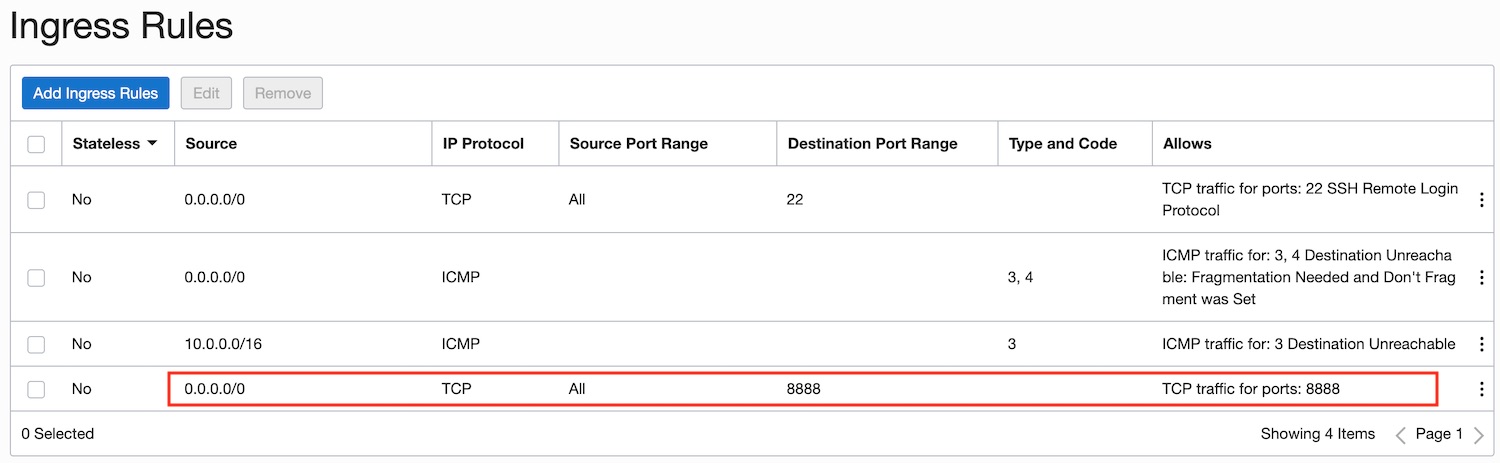 Ingress Rules
Add Ingress Rules Edit Remove
Stateless Source IP Protocol Source Port Range Destination Port Range Type and Code Allows
No 0.0.0.0/0 TCP All 22 TCP traffic for ports: 22 SSH Remote Login
Protocol
No 0.0.0.0/0 ICMP 3, 4 ICMP traffic for: 3, 4 Destination Unreacha
ble: Fragmentation Needed and Don't Frag
ment was Set
No 10.0.0.0/16 ICMP 3 ICMP traffic for: 3 Destination Unreachable
No 0.0.0.0/0 TCP All 8888 TCP traffic for ports: 8888
0 Selected Showing 4 Items Page 1